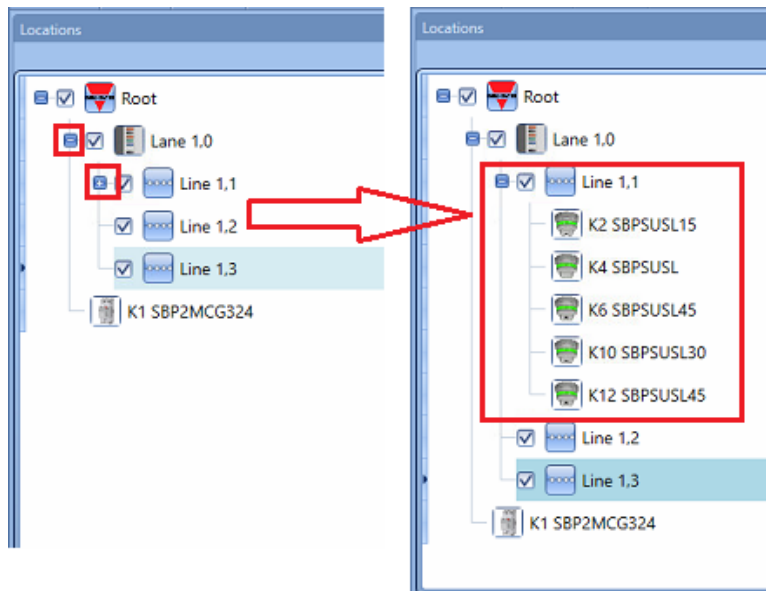 Locations
Root
Lane 1,0
Line 1,1
Line 1,2
Line 1,3
K1 SBP2MCG324
Locations
Root
Lane 1,0
Line 1,1
K2 SBPSUSL15
K4 SBPSUSL
K6 SBPSUSL45
K10 SBPSUSL30
K12 SBPSUSL45
Line 1,2
Line 1,3
K1 SBP2MCG324